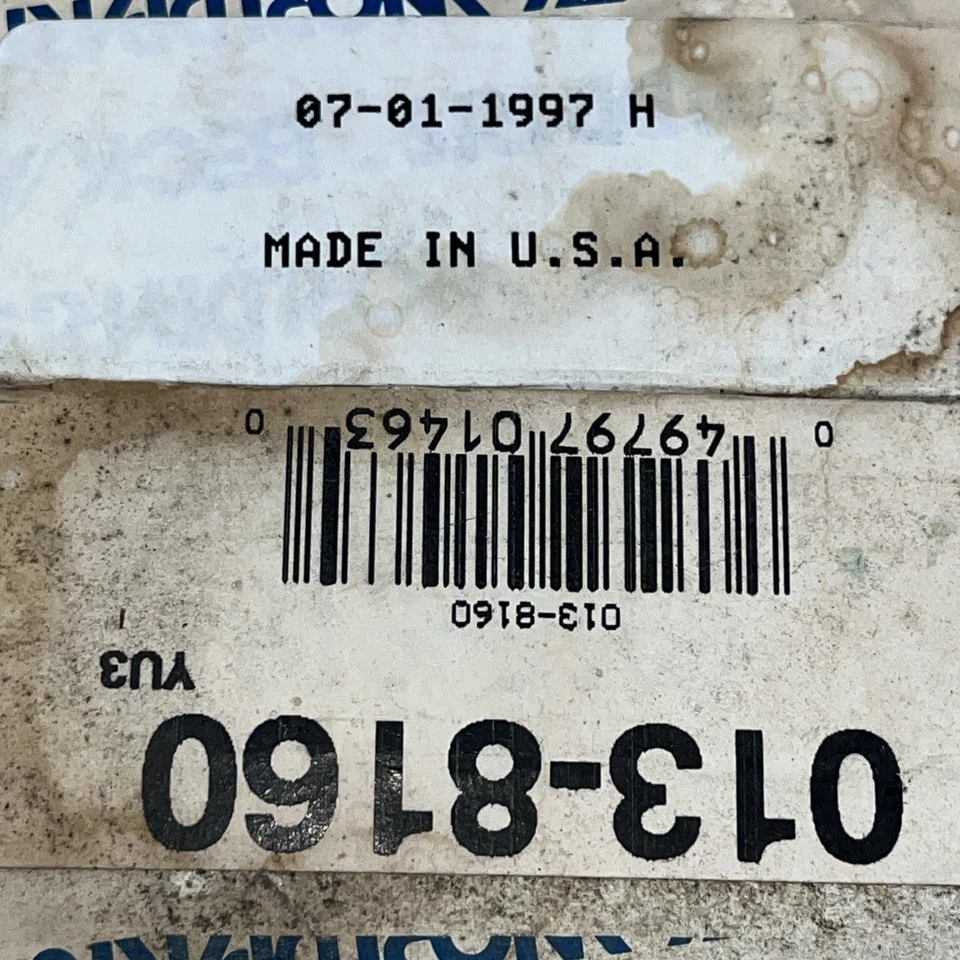 07-01-1997 H
MADE IN U.S.A.
013-8160
YU3
013-8160
0 49797 01463 0